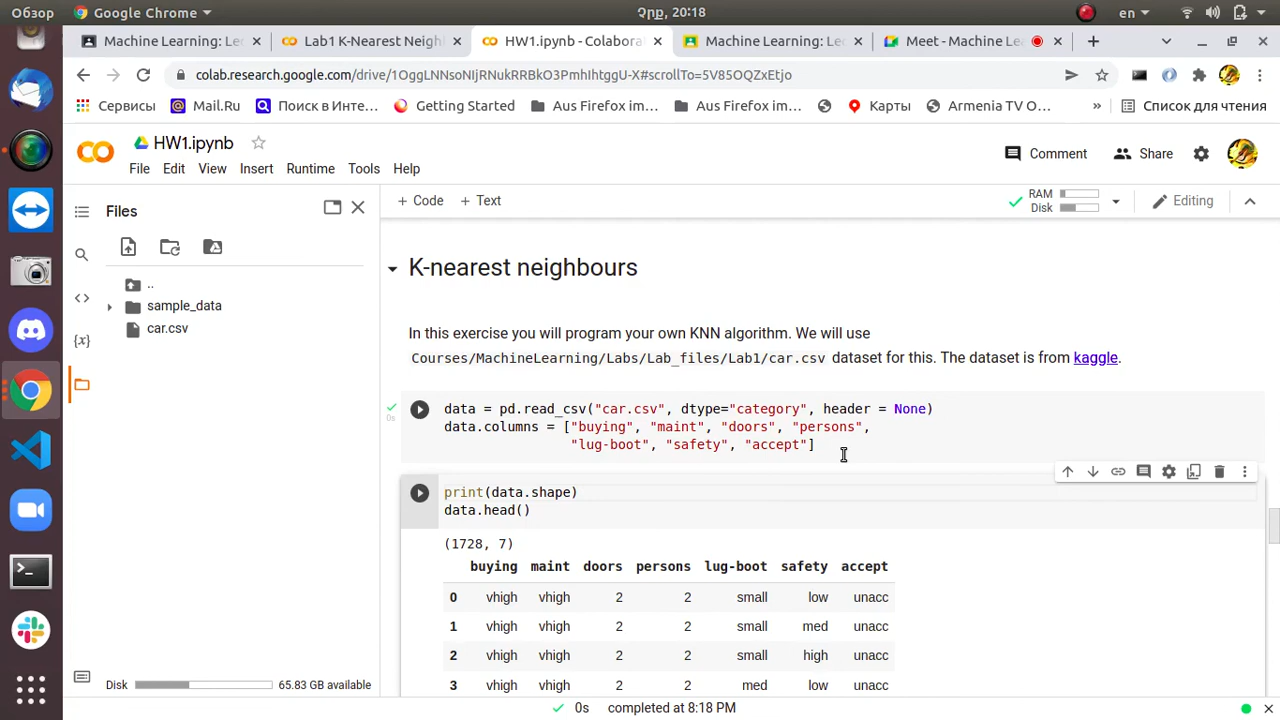 Обзор
Google Chrome
Չրք, 20։18
en
Machine Learning: Le
Lab1 K-Nearest Neigh
HW1.ipynb - Colabora
Machine Learning: Le
Meet - Machine Le
colab.research.google.com/drive/1OggLNNsoNIjRNukRRBkO3PmhIhtggU-X#scrollTo=5V85OQZxEtjo
Сервисы
Mail.Ru
Поиск в Инте...
Getting Started
Aus Firefox im...
Aus Firefox im...
Карты
Armenia TV O...
»
Список для чтения
HW1.ipynb
File Edit View Insert Runtime Tools Help
Comment
Share
Files
+ Code + Text
RAM
Disk
Editing
..
sample_data
car.csv
K-nearest neighbours
In this exercise you will program your own KNN algorithm. We will use
Courses/MachineLearning/Labs/Lab_files/Lab1/car.csv dataset for this. The dataset is from kaggle.
0s
data = pd.read_csv("car.csv", dtype="category", header = None)
data.columns = ["buying", "maint", "doors", "persons",
"lug-boot", "safety", "accept"]
print(data.shape)
data.head()
(1728, 7)
buying maint doors persons lug-boot safety accept
0 vhigh vhigh 2 2 small low unacc
1 vhigh vhigh 2 2 small med unacc
2 vhigh vhigh 2 2 small high unacc
3 vhigh vhigh 2 2 med low unacc
Disk
65.83 GB available
0s completed at 8:18 PM